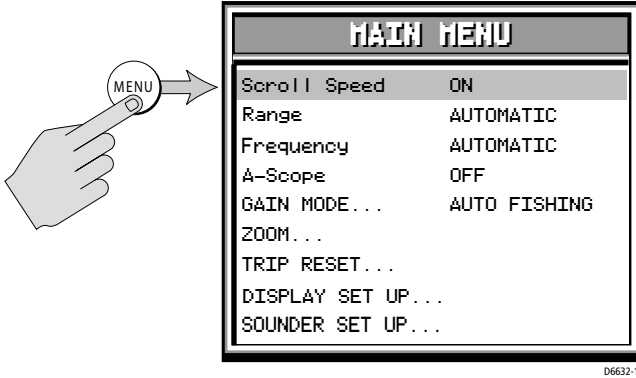 MENU
MAIN MENU
Scroll Speed ON
Range AUTOMATIC
Frequency AUTOMATIC
A-Scope OFF
GAIN MODE... AUTO FISHING
ZOOM...
TRIP RESET...
DISPLAY SET UP...
SOUNDER SET UP...